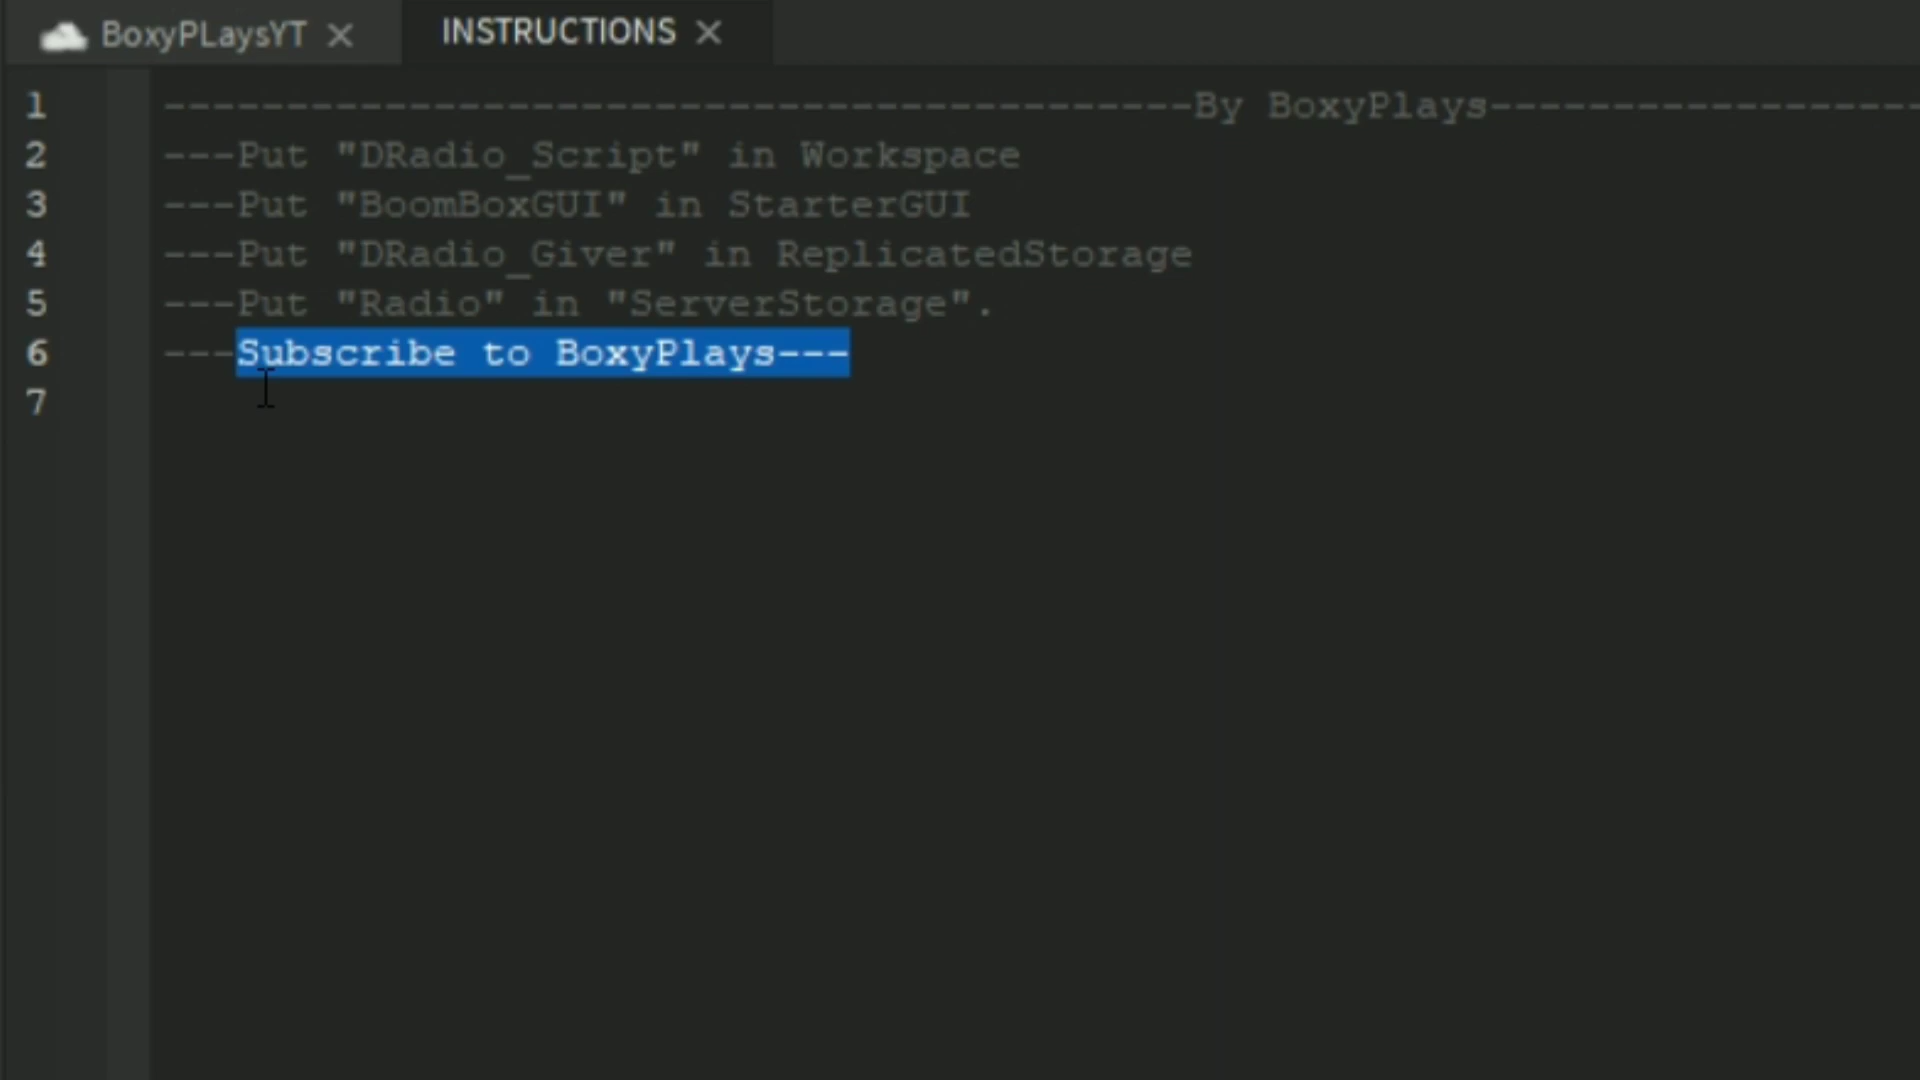 BoxyPLaysYT
INSTRUCTIONS
1 ------------------------------------------By BoxyPlays------------------
2 ---Put "DRadio_Script" in Workspace
3 ---Put "BoomBoxGUI" in StarterGUI
4 ---Put "DRadio_Giver" in ReplicatedStorage
5 ---Put "Radio" in "ServerStorage".
6 ---Subscribe to BoxyPlays---
7